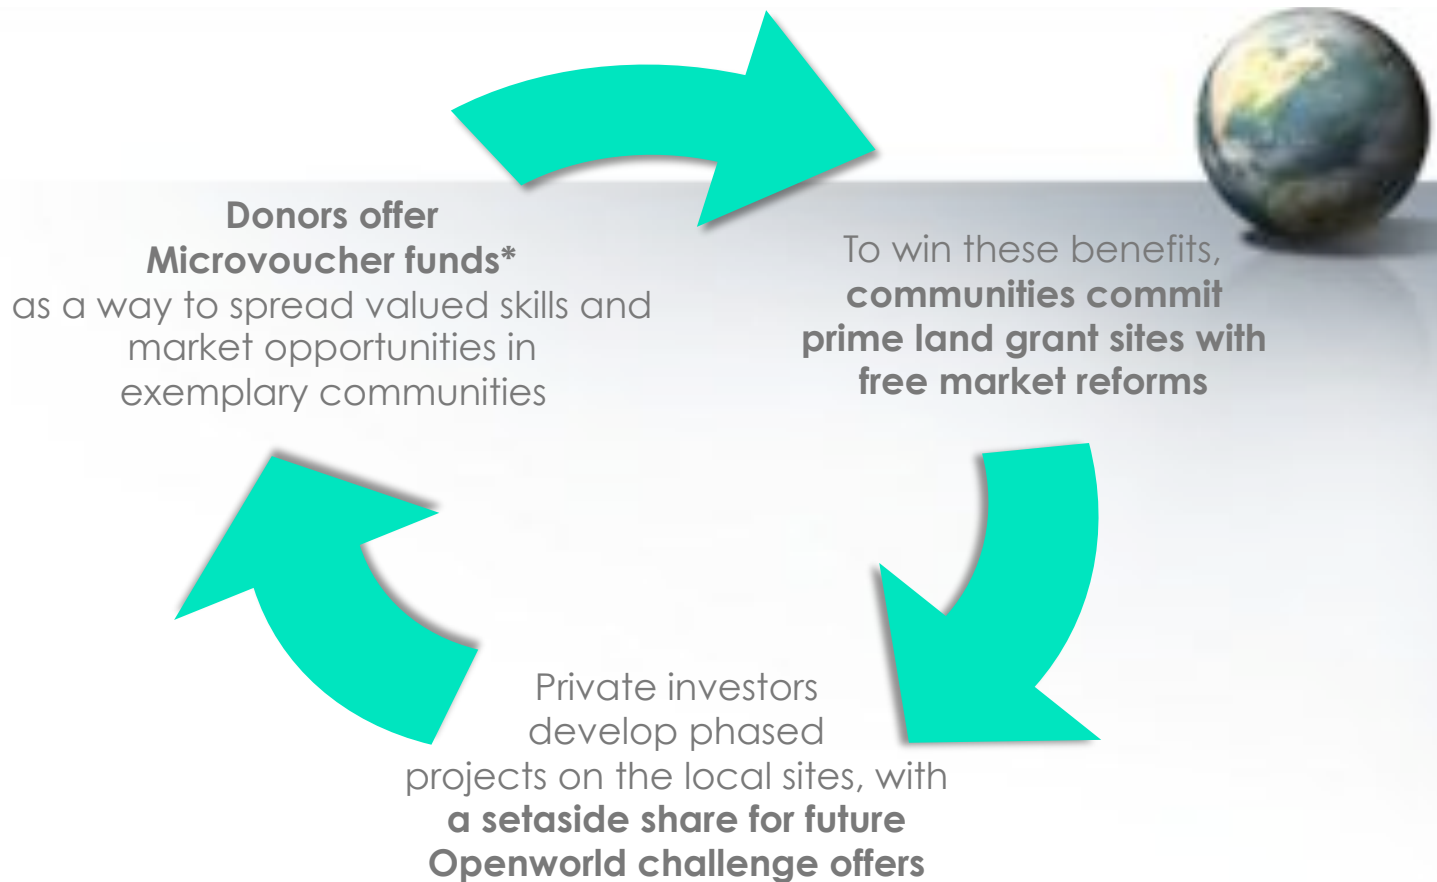 Donors offer
Microvoucher funds*
as a way to spread valued skills and
market opportunities in
exemplary communities
To win these benefits,
communities commit
prime land grant sites with
free market reforms
Private investors
develop phased
projects on the local sites, with
a setaside share for future
Openworld challenge offers